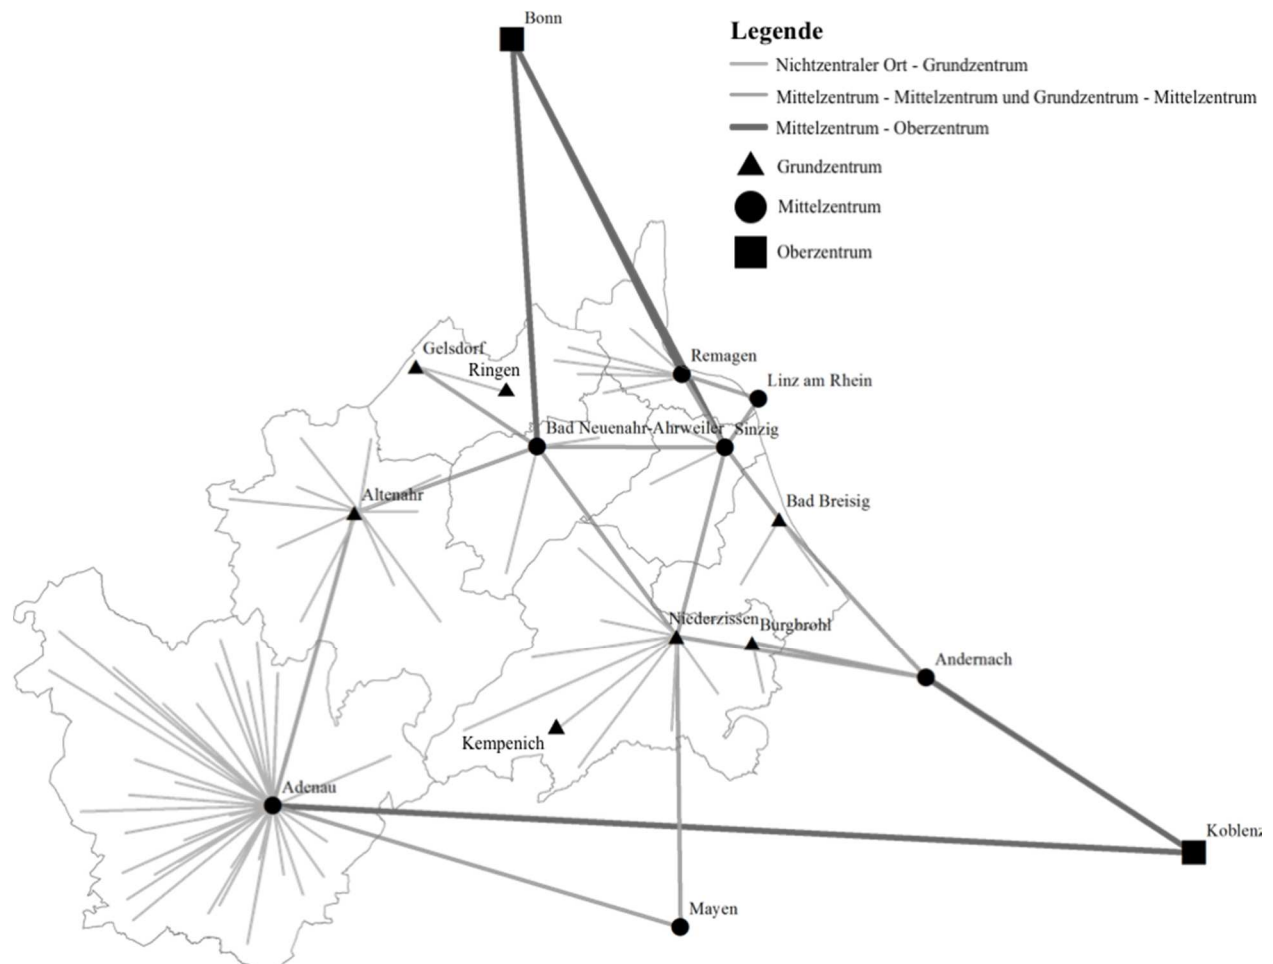 Bonn
Legende
Nichtzentraler Ort - Grundzentrum
Mittelzentrum - Mittelzentrum und Grundzentrum - Mittelzentrum
Mittelzentrum - Oberzentrum
Grundzentrum
Mittelzentrum
Oberzentrum
Gelsdorf
Ringen
Remagen
Linz am Rhein
Bad Neuenahr-Ahrweiler
Sinzig
Altenahr
Bad Breisig
Niederzissen
Burgbrohl
Andernach
Kempenich
Adenau
Koblenz
Mayen